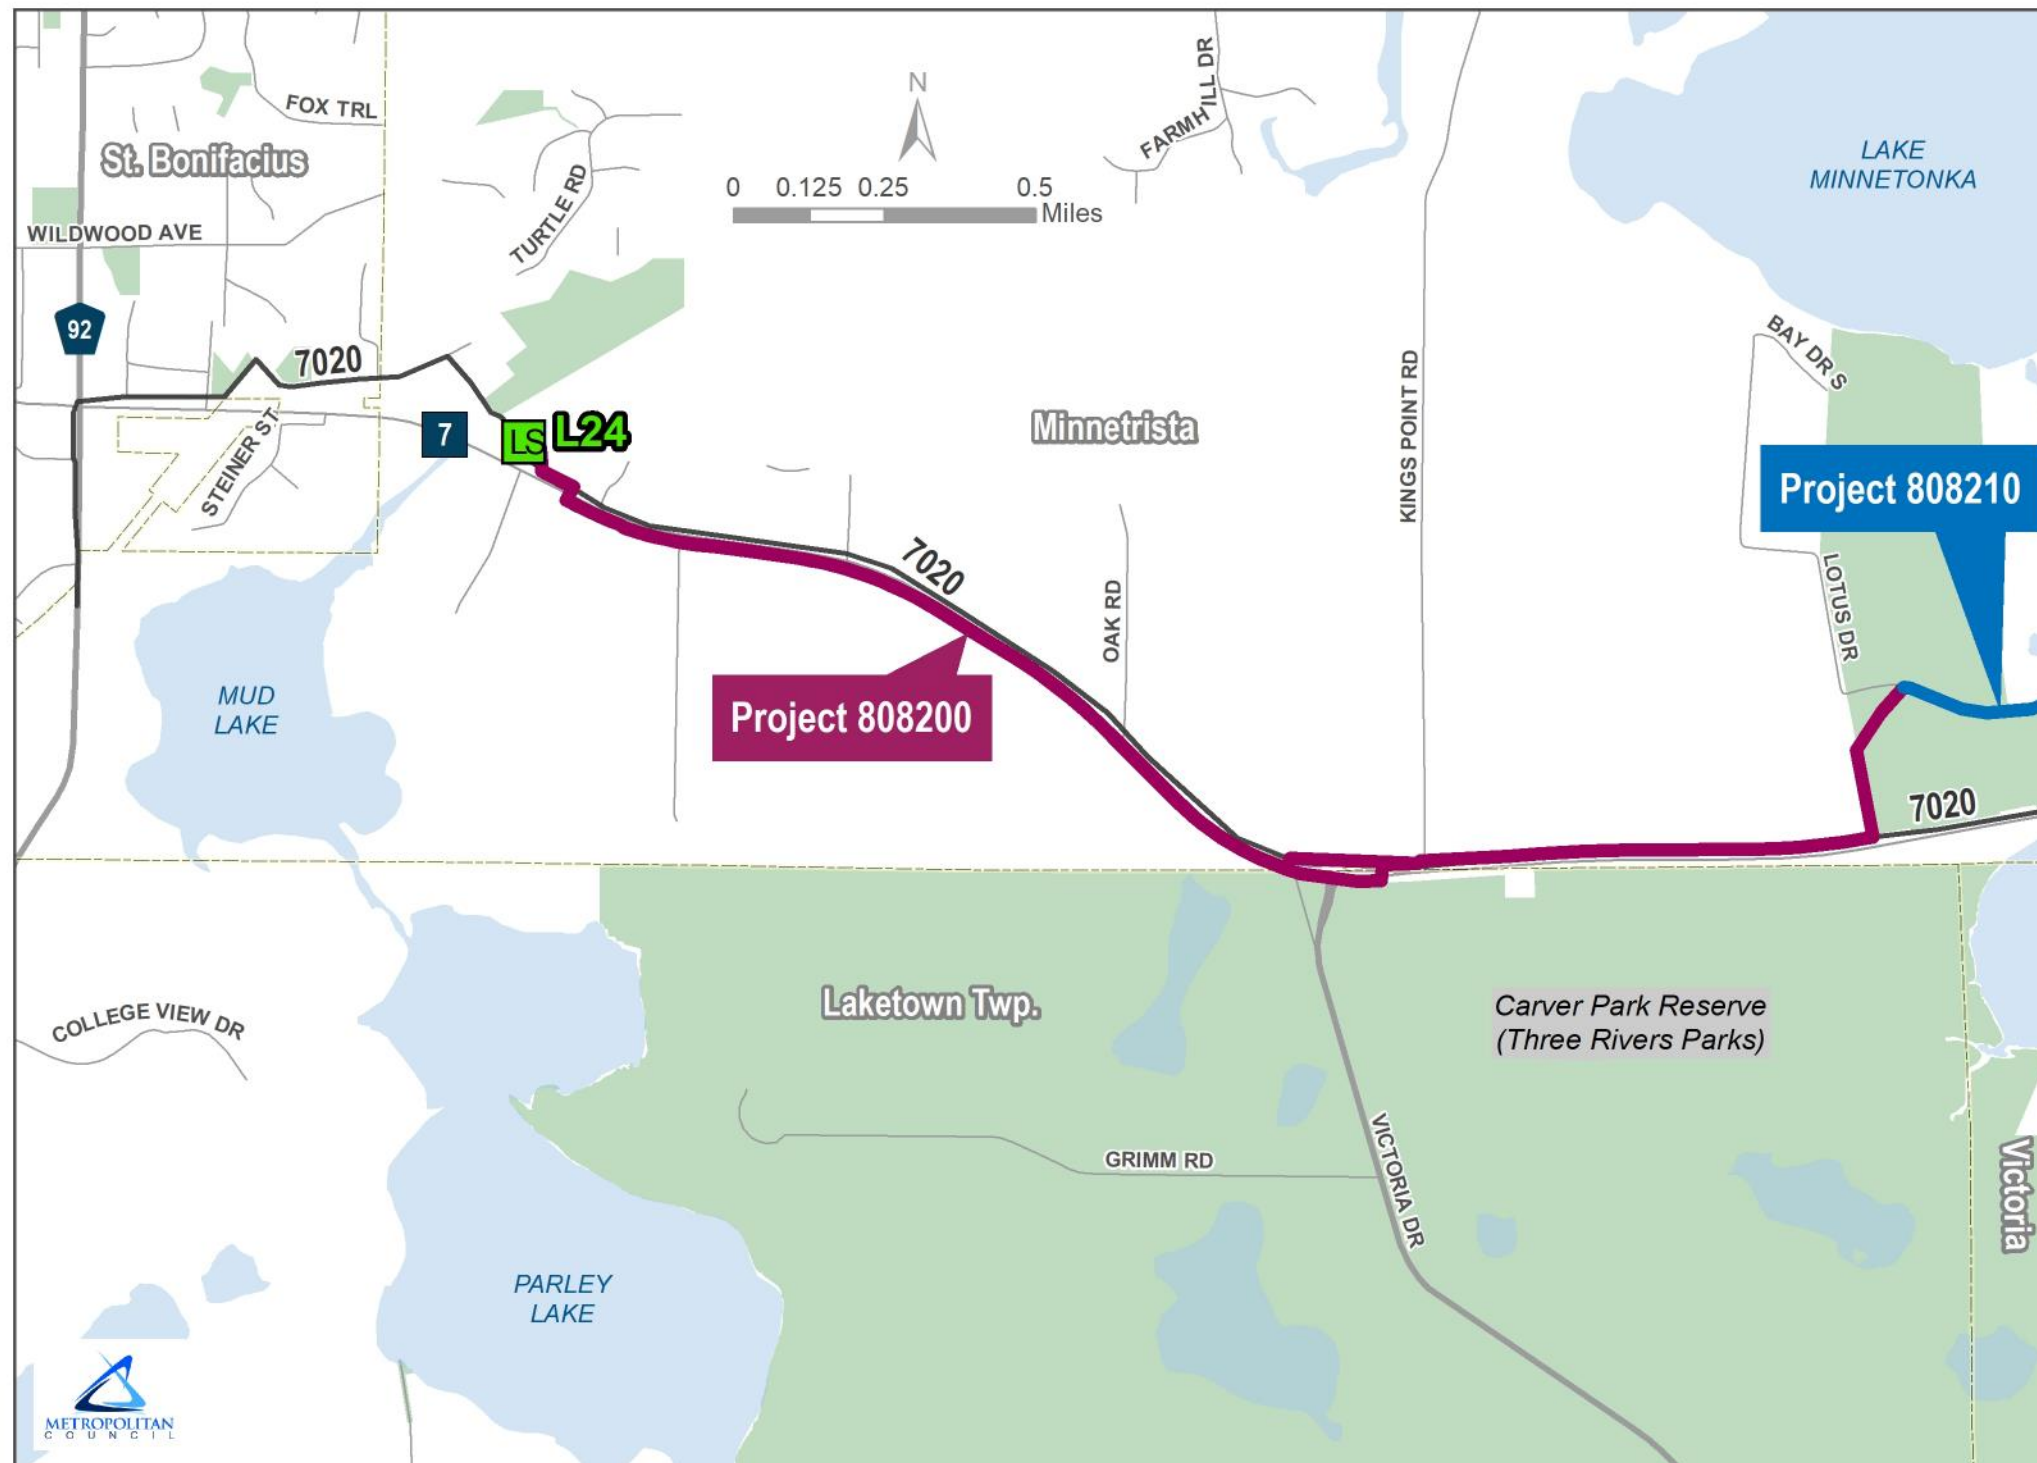 FOX TRL
St. Bonifacius
WILDWOOD AVE
92
7020
STEINER ST
7
LS
L24
TURTLE RD
N
0 0.125 0.25 0.5
Miles
FARMHILL DR
LAKE
MINNETONKA
BAY DR S
Minnetrista
KINGS POINT RD
Project 808210
LOTUS DR
7020
OAK RD
Project 808200
MUD
LAKE
7020
Laketown Twp.
Carver Park Reserve
(Three Rivers Parks)
COLLEGE VIEW DR
GRIMM RD
VICTORIA DR
Victoria
PARLEY
LAKE
METROPOLITAN
COUNCIL